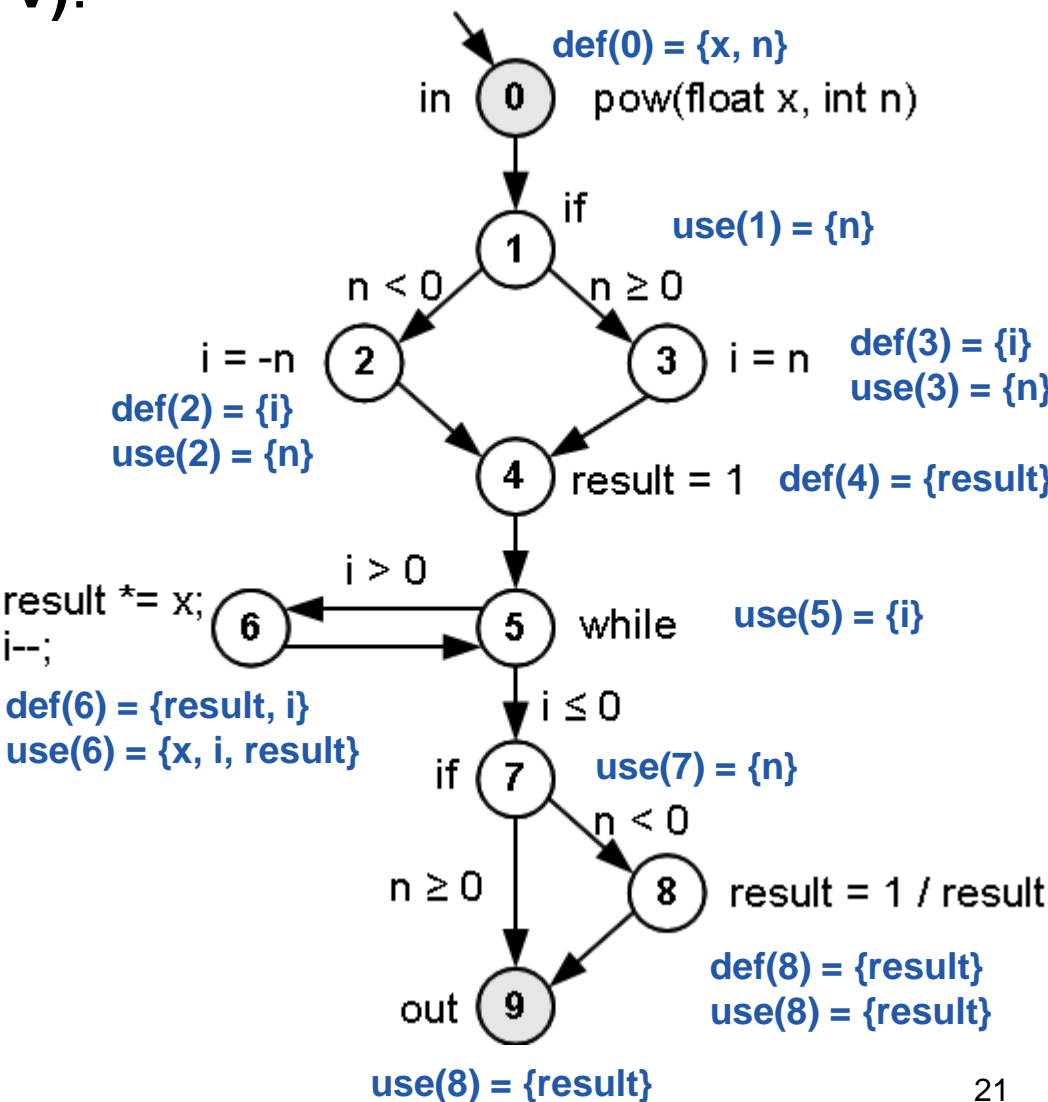 def(0) = {x, n}
in 0 pow(float x, int n)
if
1 use(1) = {n}
n < 0 n ≥ 0
i = -n 2 3 i = n
def(3) = {i}
use(3) = {n}
def(2) = {i}
use(2) = {n}
4 result = 1 def(4) = {result}
i > 0
result *= x;
i--;
6 5 while use(5) = {i}
def(6) = {result, i}
use(6) = {x, i, result}
i ≤ 0
if 7 use(7) = {n}
n < 0
n ≥ 0 8 result = 1 / result
def(8) = {result}
use(8) = {result}
out 9
use(8) = {result}
21